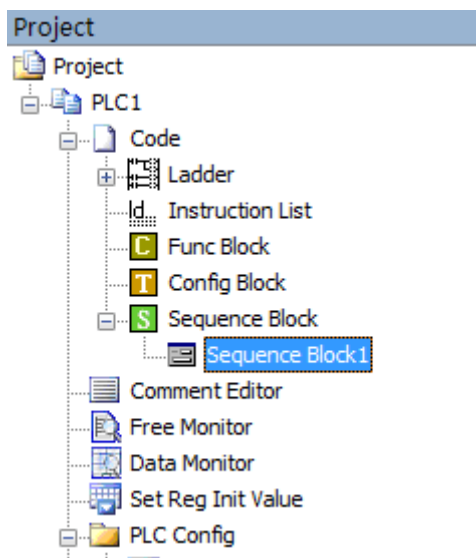 Project
Project
PLC1
Code
Ladder
Instruction List
C Func Block
T Config Block
S Sequence Block
Sequence Block1
Comment Editor
Free Monitor
Data Monitor
Set Reg Init Value
PLC Config